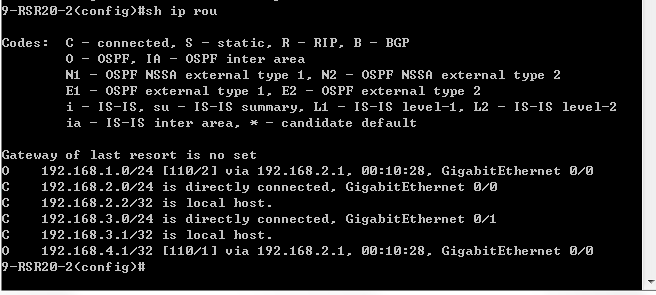 9-RSR20-2(config)#sh ip rou
Codes:  C - connected, S - static, R - RIP, B - BGP
O - OSPF, IA - OSPF inter area
N1 - OSPF NSSA external type 1, N2 - OSPF NSSA external type 2
E1 - OSPF external type 1, E2 - OSPF external type 2
i - IS-IS, su - IS-IS summary, L1 - IS-IS level-1, L2 - IS-IS level-2
ia - IS-IS inter area, * - candidate default
Gateway of last resort is no set
O    192.168.1.0/24 [110/2] via 192.168.2.1, 00:10:28, GigabitEthernet 0/0
C    192.168.2.0/24 is directly connected, GigabitEthernet 0/0
C    192.168.2.2/32 is local host.
C    192.168.3.0/24 is directly connected, GigabitEthernet 0/1
C    192.168.3.1/32 is local host.
O    192.168.4.1/32 [110/1] via 192.168.2.1, 00:10:28, GigabitEthernet 0/0
9-RSR20-2(config)#